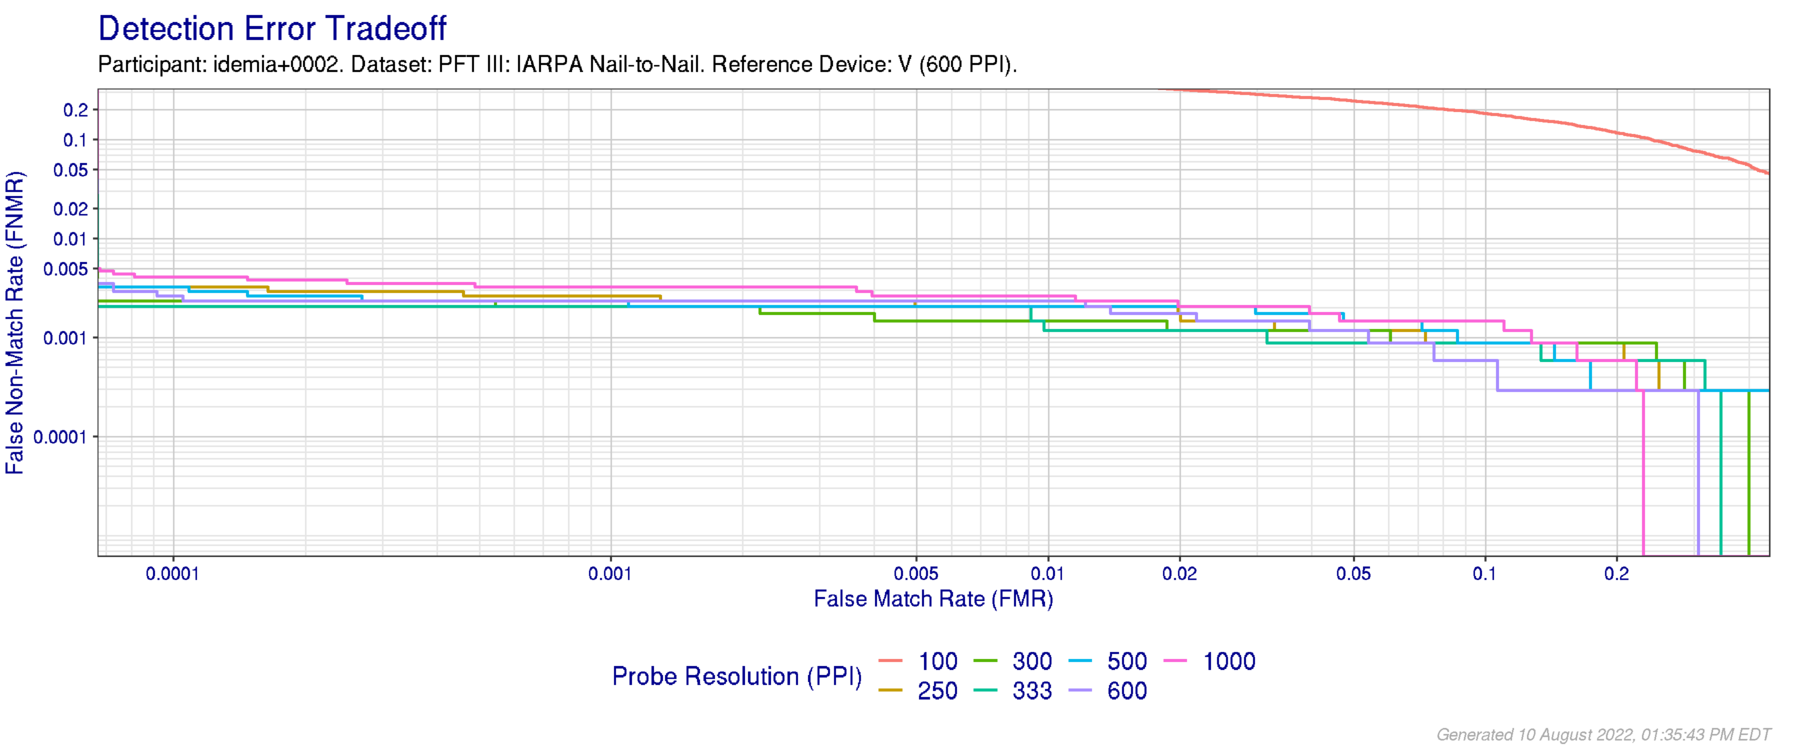 Detection Error Tradeoff
Participant: idemia+0002. Dataset: PFT III: IARPA Nail-to-Nail. Reference Device: V (600 PPI).
False Non-Match Rate (FNMR)
0.2
0.1
0.05
0.02
0.01
0.005
0.001
0.0001
0.0001 0.001 0.005 0.01 0.02 0.05 0.1 0.2
False Match Rate (FMR)
Probe Resolution (PPI)
100 300 500 1000
250 333 600
Generated 10 August 2022, 01:35:43 PM EDT